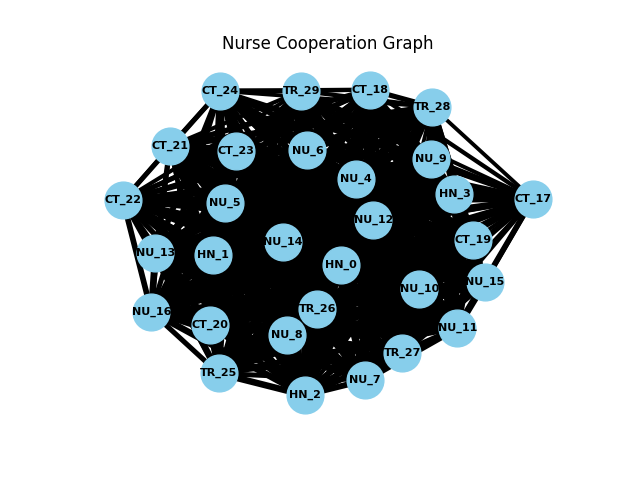 Nurse Cooperation Graph
CT_24
TR_29
CT_18
TR_28
CT_21
CT_23
NU_6
NU_9
NU_4
HN_3
CT_22
NU_5
CT_17
NU_12
NU_14
CT_19
NU_13
HN_1
HN_0
NU_10
NU_15
NU_16
TR_26
CT_20
NU_8
NU_11
TR_27
TR_25
NU_7
HN_2